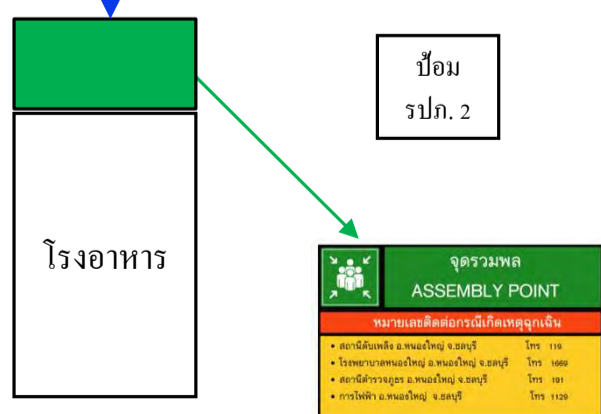 ป้อม
รปภ. 2
โรงอาหาร
จุดรวมพล
ASSEMBLY POINT
หมายเลขติดต่อกรณีเกิดเหตุฉุกเฉิน
• สถานีดับเพลิง อ.หนองใหญ่ จ.ชลบุรี โทร 119
• โรงพยาบาลหนองใหญ่ อ.หนองใหญ่ จ.ชลบุรี โทร 1669
• สถานีตำรวจภูธร อ.หนองใหญ่ จ.ชลบุรี โทร 191
• การไฟฟ้า อ.หนองใหญ่ จ.ชลบุรี โทร 1129